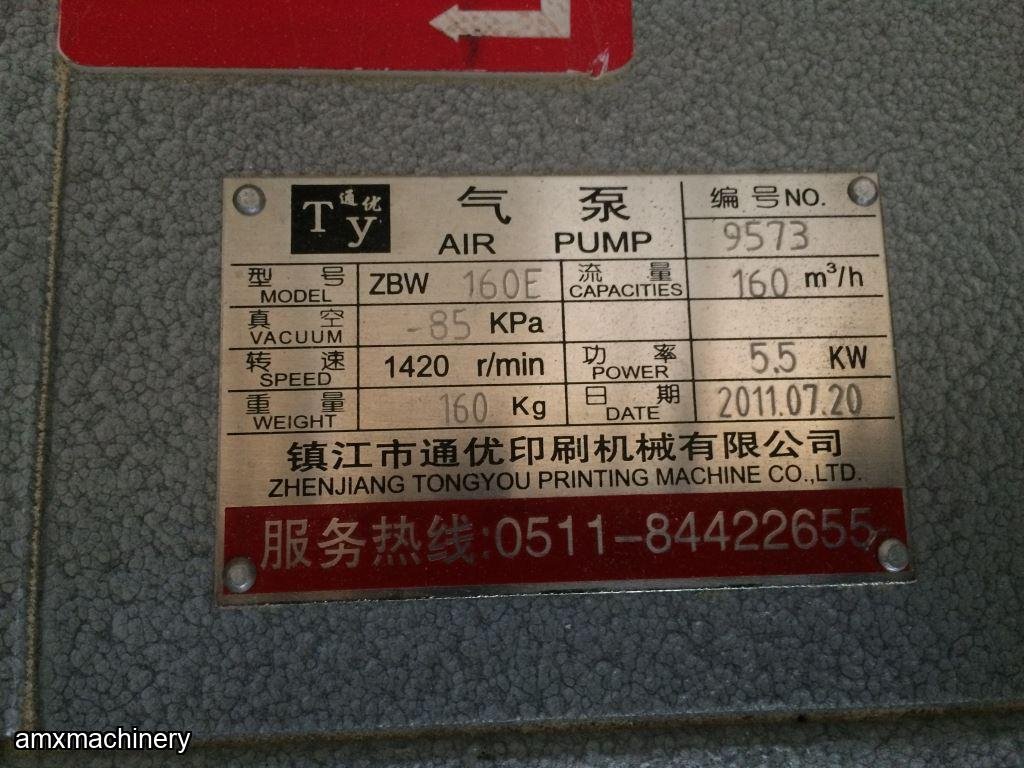 通优
Ty
气 泵
AIR PUMP
编号NO.
9573
型号
MODEL
ZBW 160E
流量
CAPACITIES
160 m³/h
真空
VACUUM
-85 KPa
转速
SPEED
1420 r/min
功率
POWER
5.5 KW
重量
WEIGHT
160 Kg
日期
DATE
2011.07.20
镇江市通优印刷机械有限公司
ZHENJIANG TONGYOU PRINTING MACHINE CO.,LTD.
服务热线:0511-84422655
amxmachinery